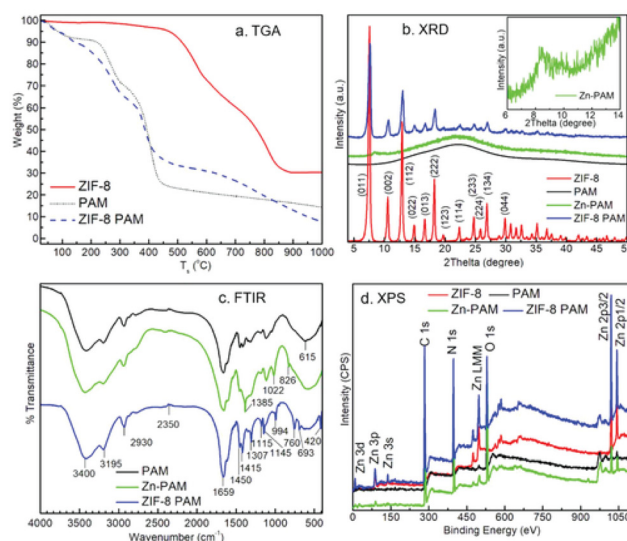 a. TGA
100
90
80
70
60
50
40
30
20
10
0
Weight (%)
ZIF-8
PAM
ZIF-8 PAM
200
400
600
800
1000
Ts (°C)
b. XRD
Intensity (a.u.)
Intensity (a.u.)
Zn-PAM
6
8
10
12
14
2Thelta (degree)
(011)
(002)
(112)
(022)
(013)
(222)
(123)
(114)
(233)
(224)
(134)
(044)
ZIF-8
PAM
Zn-PAM
ZIF-8 PAM
5
10
15
20
25
30
35
40
45
50
2Thelta (degree)
c. FTIR
% Transmittance
615
826
1022
1385
3400
3195
2930
2350
1659
1450
1415
1307
1115
1145
994
760
693
420
PAM
Zn-PAM
ZIF-8 PAM
4000
3500
3000
2500
2000
1500
1000
500
Wavenumber (cm-1)
d. XPS
ZIF-8
PAM
Zn-PAM
ZIF-8 PAM
Intensity (CPS)
Zn 3d
Zn 3p
Zn 3s
C 1s
N 1s
Zn LMM
O 1s
Zn 2p3/2
Zn 2p1/2
0
150
300
450
600
750
900
1050
Binding Energy (eV)